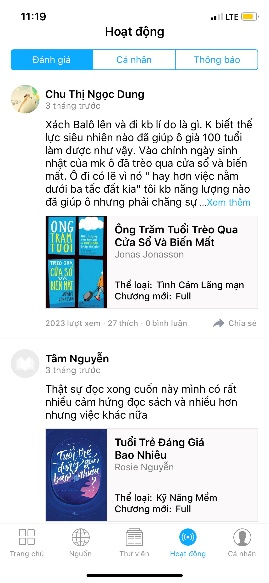 11:19
LTE
Hoạt động
Đánh giá
Cá nhân
Thông báo
Chu Thị Ngọc Dung
3 tháng trước
Xách Balô lên và đi kb lí do là gì. K biết thế
lực siêu nhiên nào đã giúp ô già 100 tuổi
làm được như vậy. Vào chính ngày sinh
nhật của mk ô đã trèo qua cửa sổ và biến
mất. Ô đi có lẽ vì nó " hay hơn việc nằm
dưới ba tấc đất kia" tôi kb năng lượng nào
đã giúp ô nhưng phải chăng sự ...Xem thêm
ÔNG
TRĂM
TUỔI
TRÈO QUA
CỬA SỔ
VÀ BIẾN
MẤT
Ông Trăm Tuổi Trèo Qua
Cửa Sổ Và Biến Mất
Jonas Jonasson
Thể loại: Tình Cảm Lãng mạn
Chương mới: Full
2023 lượt xem - 27 thích - 0 bình luận
Chia sẻ
Tâm Nguyễn
3 tháng trước
Thật sự đọc xong cuốn này mình có rất
nhiều cảm hứng đọc sách và nhiều hơn
nhưng việc khác nữa
Tuổi trẻ
đáng giá
bao nhiêu?
Tuổi Trẻ Đáng Giá
Bao Nhiêu
Rosie Nguyễn
Thể loại: Kỹ Năng Mềm
Chương mới: Full
Trang chủ
Nguồn
Thư viện
Hoạt động
Cá nhân